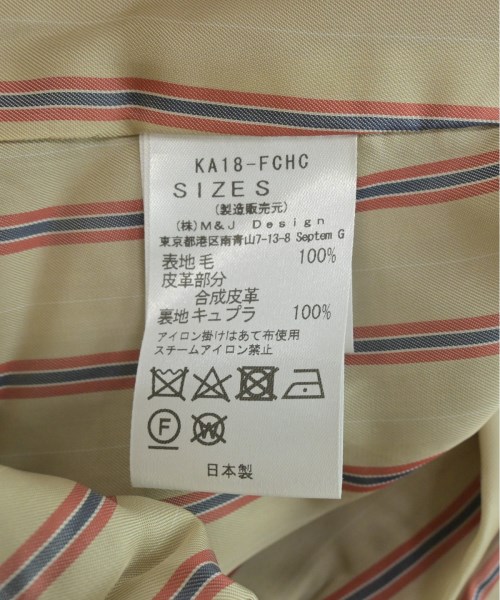 KA18-FCHC
SIZE S
(製造販売元)
(株)M&J Design
東京都港区南青山7-13-8 Septem G
表地 毛 100%
皮革部分
合成皮革
裏地 キュプラ 100%
アイロン掛けはあて布使用
スチームアイロン禁止
F W
日本製